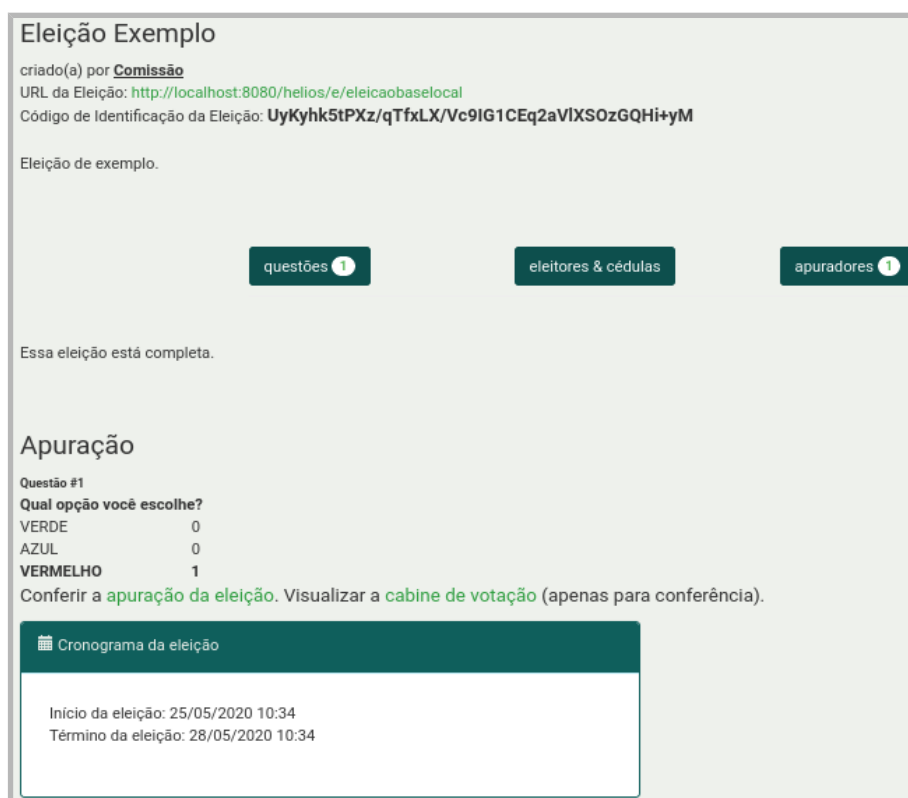 Eleição Exemplo
criado(a) por Comissão
URL da Eleição: http://localhost:8080/helios/e/eleicaobaselocal
Código de Identificação da Eleição: UyKyhk5tPXz/qTfxLX/Vc9IG1CEq2aVlXSOzGQHi+yM
Eleição de exemplo.
questões 1 eleitores & cédulas apuradores 1
Essa eleição está completa.
Apuração
Questão #1
Qual opção você escolhe?
VERDE 0
AZUL 0
VERMELHO 1
Conferir a apuração da eleição. Visualizar a cabine de votação (apenas para conferência).
Cronograma da eleição
Início da eleição: 25/05/2020 10:34
Término da eleição: 28/05/2020 10:34